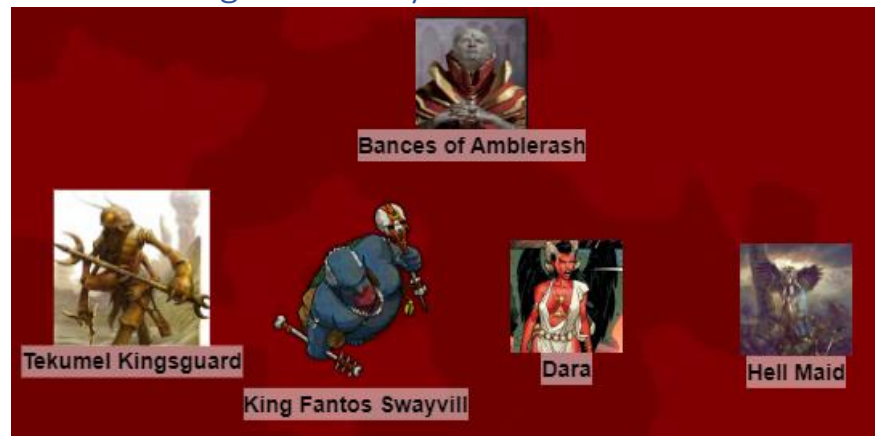 Bances of Amblerash
Tekumel Kingsguard
King Fantos Swayvill
Dara
Hell Maid